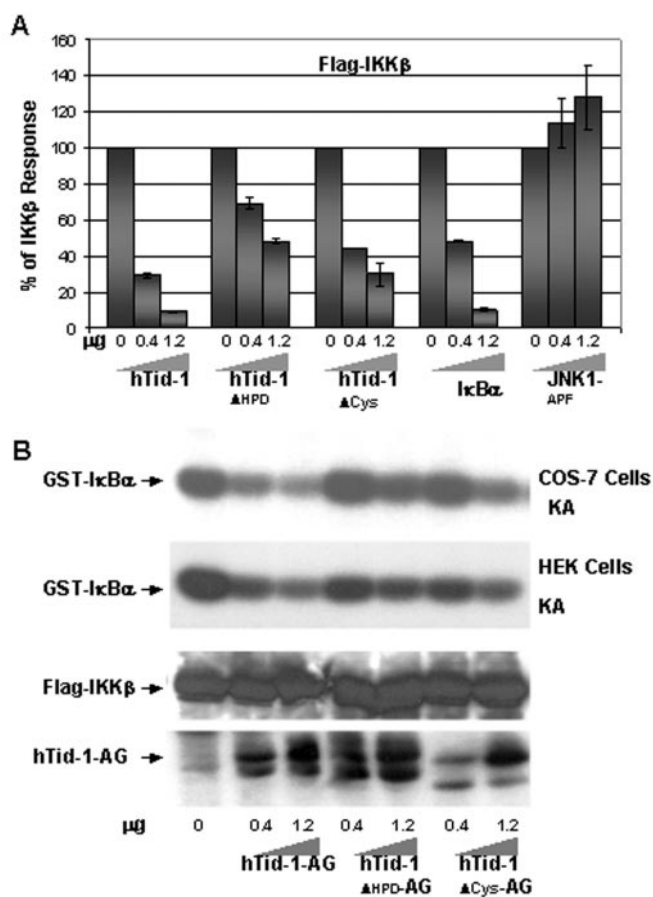 A
160
140
120
100
80
60
40
20
0
% of IKKβ Response
Flag-IKKβ
μg 0 0.4 1.2 0 0.4 1.2 0 0.4 1.2 0 0.4 1.2 0 0.4 1.2
hTid-1 hTid-1 hTid-1 IκBα JNK1-
▲HPD ▲Cys APF
B
GST-IκBα COS-7 Cells
KA
GST-IκBα HEK Cells
KA
Flag-IKKβ
hTid-1-AG
μg 0 0.4 1.2 0.4 1.2 0.4 1.2
hTid-1-AG hTid-1 hTid-1
▲HPD-AG ▲Cys-AG